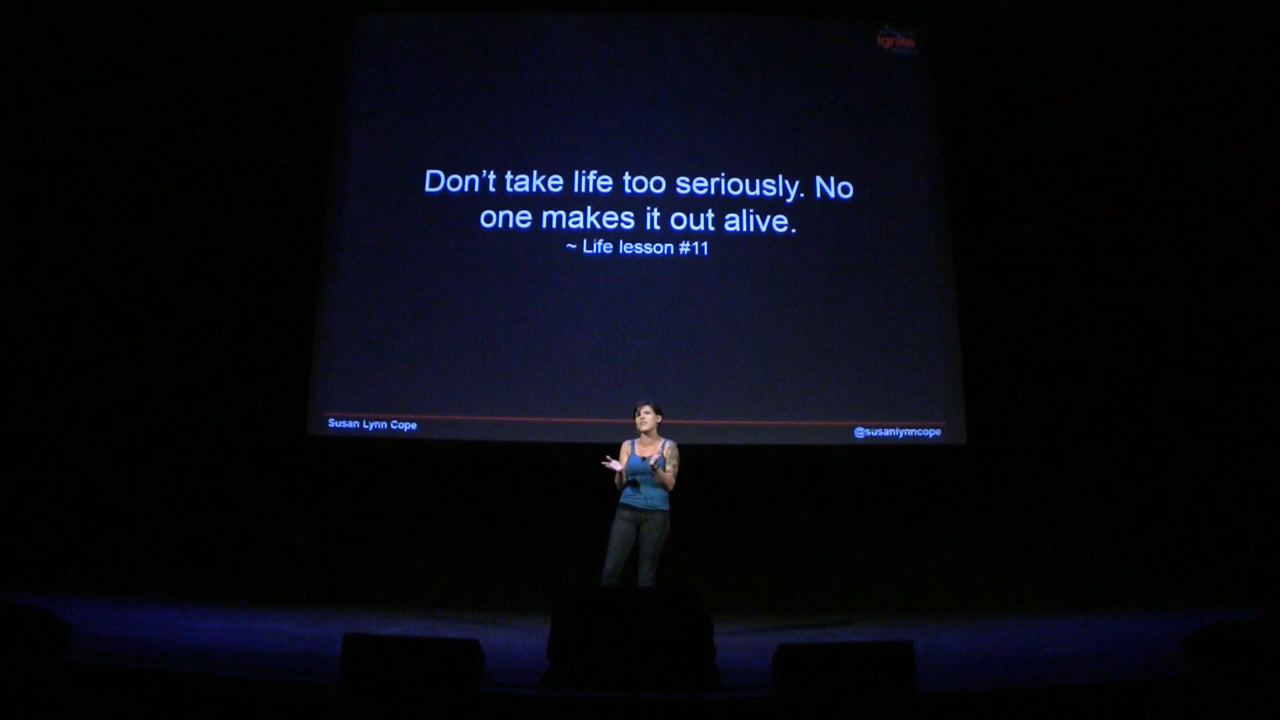 ignite
Don't take life too seriously. No
one makes it out alive.
~ Life lesson #11
Susan Lynn Cope
@susanlynncope